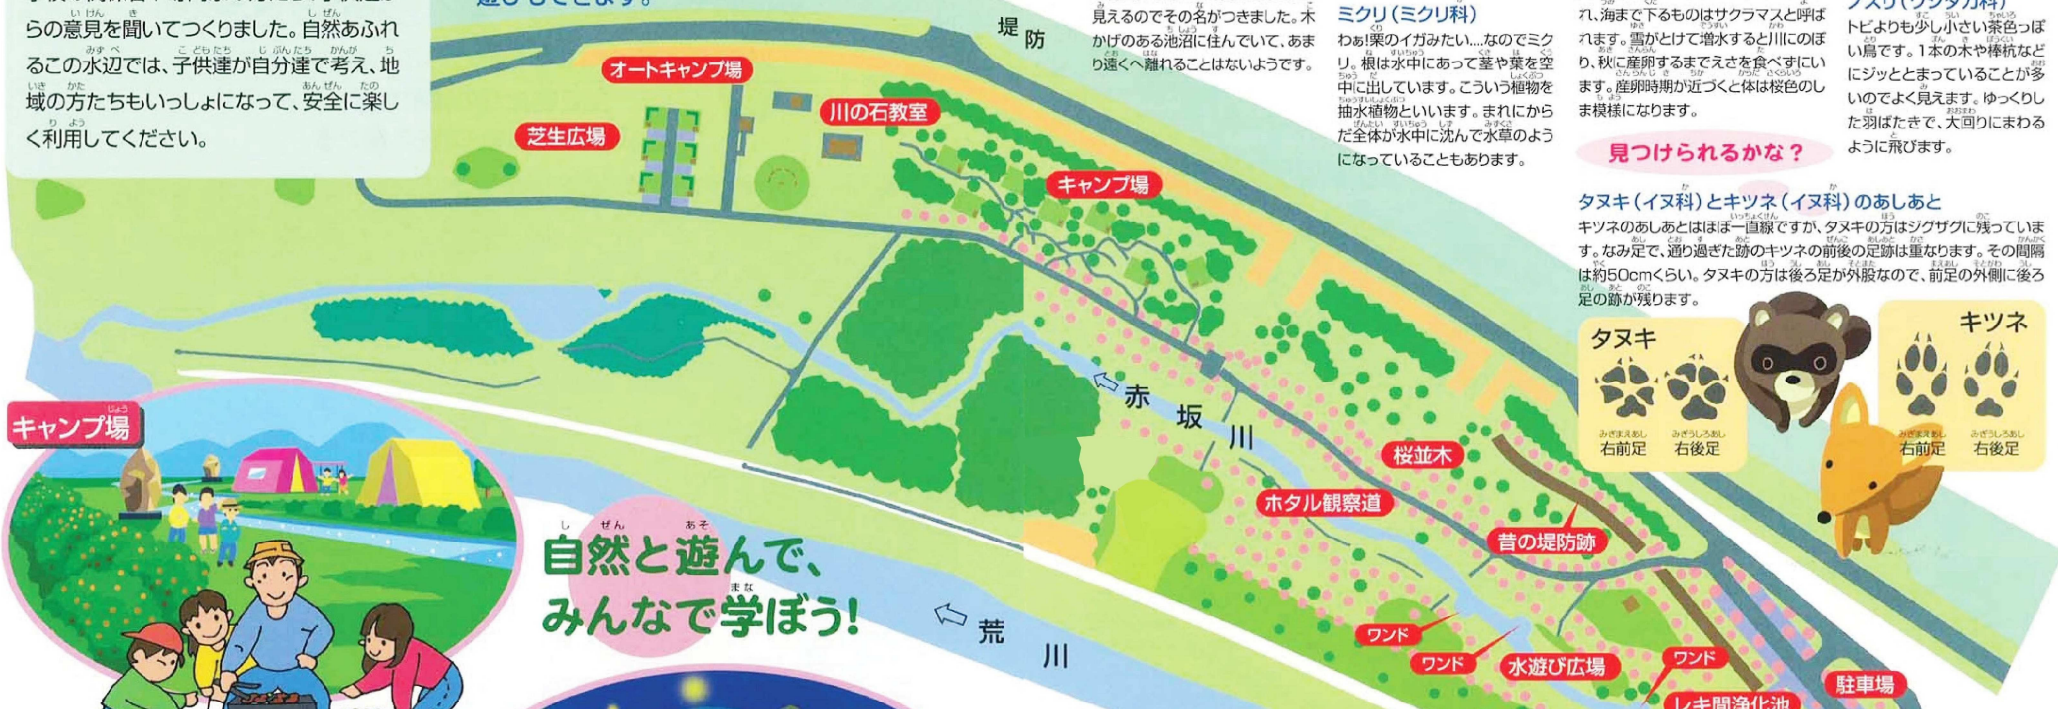 らの意見を聞いてつくりました。自然あふれ
るこの水辺では、子供達が自分達で考え、地
域の方たちもいっしょになって、安全に楽し
く利用してください。
見えるのでその名がつきました。木
かげのある池沼に住んでいて、あま
り遠くへ離れることはないようです。
ミクリ（ミクリ科）
わぁ!栗のイガみたい…なのでミク
リ。根は水中にあって茎や葉を空
中に出しています。こういう植物を
抽水植物といいます。まれにから
だ全体が水中に沈んで水草のよう
になっていることもあります。
れ、海まで下るものはサクラマスと呼ば
れます。雪がとけて増水すると川にのぼ
り、秋に産卵するまでえさを食べずにい
ます。産卵時期が近づくと体は桜色のし
ま模様になります。
トビよりも少し小さい茶色っぽ
い鳥です。1本の木や棒杭など
にジッととまっていることが多
いのでよく見えます。ゆっくりし
た羽ばたきで、大回りにまわる
ように飛びます。
見つけられるかな？
タヌキ（イヌ科）とキツネ（イヌ科）のあしあと
キツネのあしあとはほぼ一直線ですが、タヌキの方はジグザグに残っていま
す。なみ足で、通り過ぎた跡のキツネの前後の足跡は重なります。その間隔
は約50cmくらい。タヌキの方は後ろ足が外股なので、前足の外側に後ろ
足の跡が残ります。
タヌキ
右前足
右後足
キツネ
右前足
右後足
堤防
オートキャンプ場
川の石教室
芝生広場
キャンプ場
赤坂川
桜並木
ホタル観察道
昔の堤防跡
ワンド
ワンド
水遊び広場
ワンド
駐車場
レキ間浄化池
荒川
キャンプ場
自然と遊んで、
みんなで学ぼう!